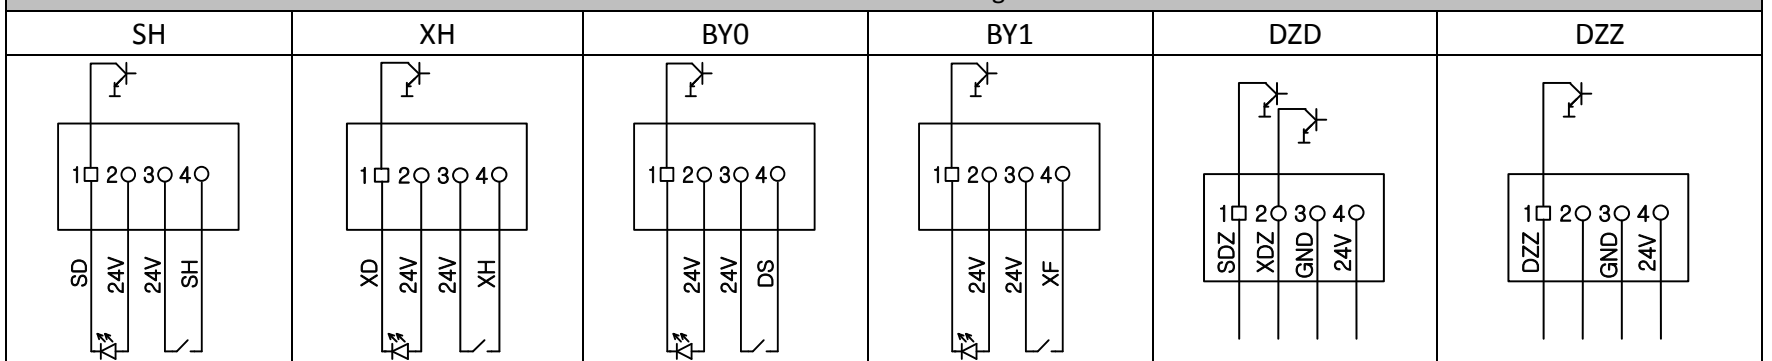 SH XH BY0 BY1 DZD DZZ
1 2 3 4 1 2 3 4 1 2 3 4 1 2 3 4 1 2 3 4 1 2 3 4
SD 24V 24V SH XD 24V 24V XH 24V 24V DS 24V 24V XF SDZ XDZ GND 24V DZZ GND 24V